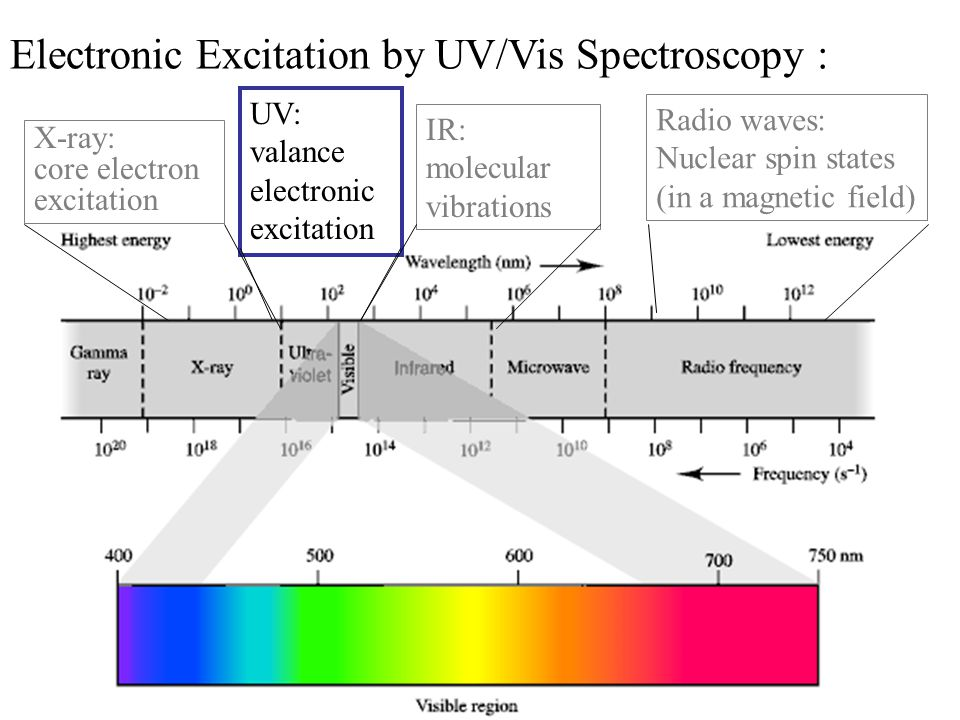 Electronic Excitation by UV/Vis Spectroscopy :
X-ray:
core electron
excitation
UV:
valance
electronic
excitation
IR:
molecular
vibrations
Radio waves:
Nuclear spin states
(in a magnetic field)
Highest energy
Lowest energy
Wavelength (nm)
10⁻² 10⁰ 10² 10⁴ 10⁶ 10⁸ 10¹⁰ 10¹²
Gamma
ray
X-ray
Ultra-
violet
Visible
Infrared
Microwave
Radio frequency
10²⁰ 10¹⁸ 10¹⁶ 10¹⁴ 10¹² 10¹⁰ 10⁸ 10⁶ 10⁴
Frequency (s⁻¹)
400 500 600 700 750 nm
Visible region